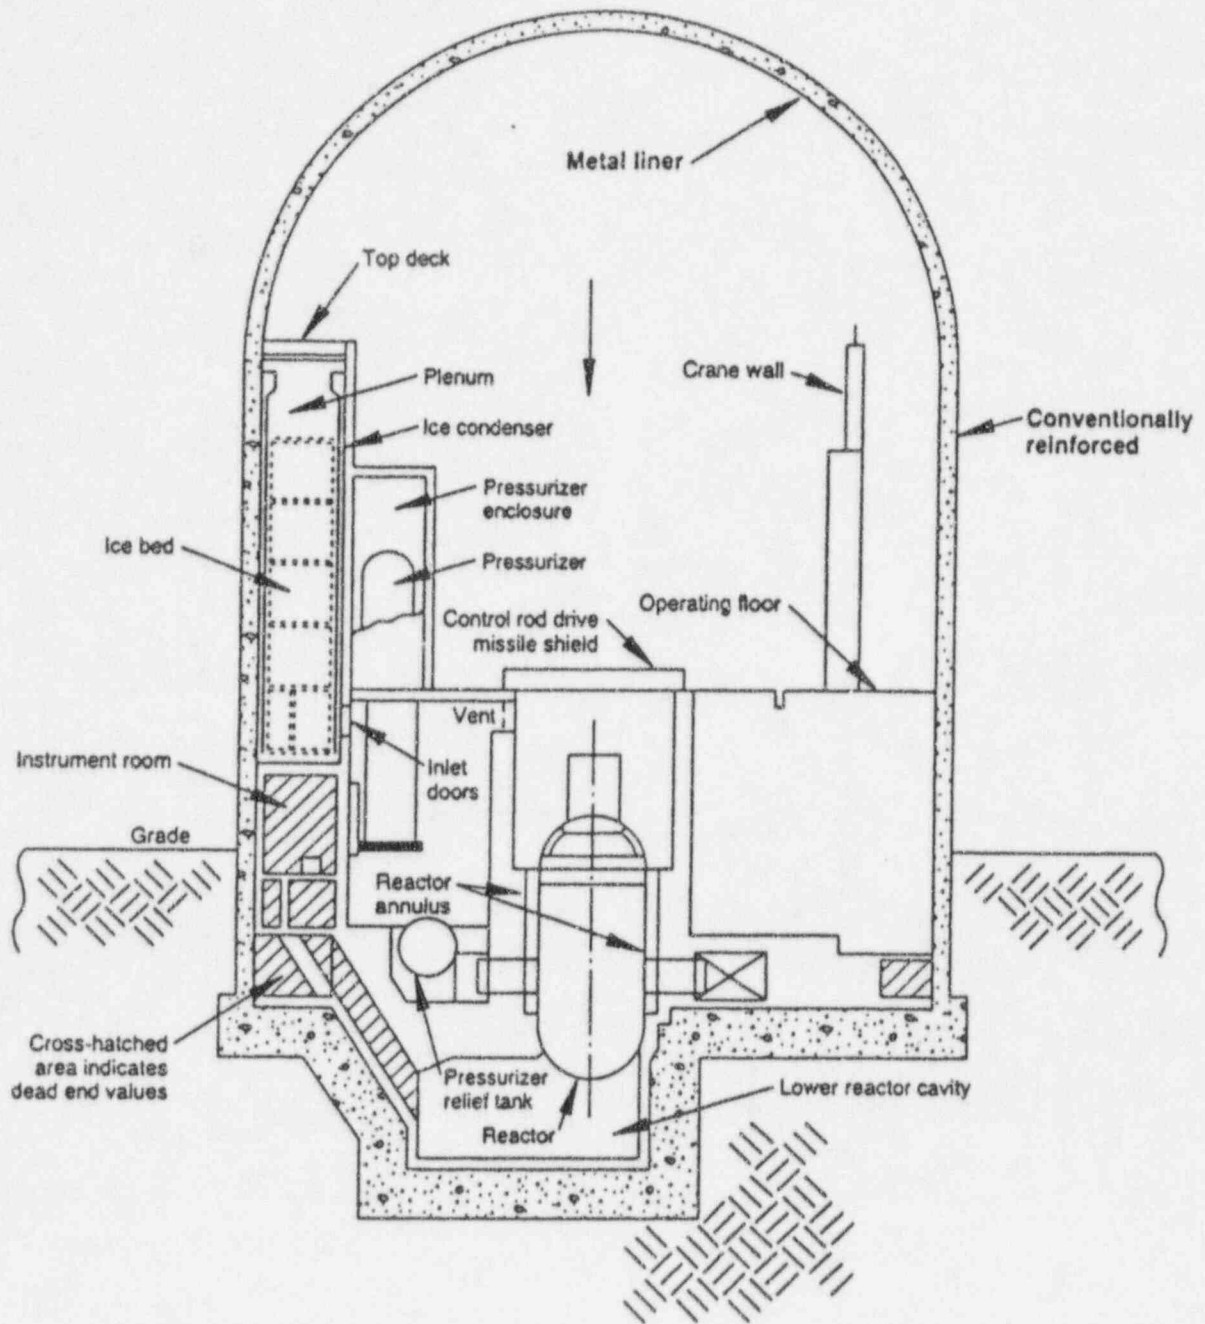 Metal liner
Top deck
Plenum
Crane wall
Ice condenser
Conventionally
reinforced
Pressurizer
enclosure
Ice bed
Pressurizer
Operating floor
Control rod drive
missile shield
Vent
Instrument room
Inlet
doors
Grade
Reactor
annulus
Cross-hatched
area indicates
dead end values
Pressurizer
relief tank
Lower reactor cavity
Reactor